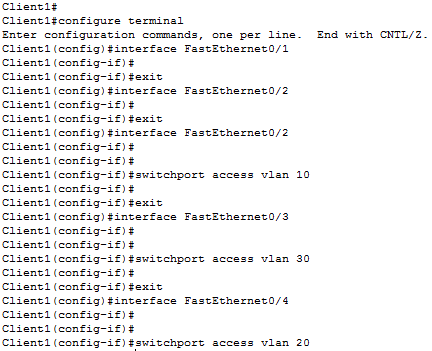 Client1#
Client1#configure terminal
Enter configuration commands, one per line.  End with CNTL/Z.
Client1(config)#interface FastEthernet0/1
Client1(config-if)#
Client1(config-if)#exit
Client1(config)#interface FastEthernet0/2
Client1(config-if)#
Client1(config-if)#exit
Client1(config)#interface FastEthernet0/2
Client1(config-if)#
Client1(config-if)#
Client1(config-if)#switchport access vlan 10
Client1(config-if)#
Client1(config-if)#exit
Client1(config)#interface FastEthernet0/3
Client1(config-if)#
Client1(config-if)#
Client1(config-if)#switchport access vlan 30
Client1(config-if)#
Client1(config-if)#exit
Client1(config)#interface FastEthernet0/4
Client1(config-if)#
Client1(config-if)#
Client1(config-if)#switchport access vlan 20